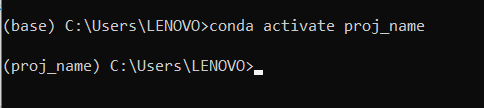 (base) C:\Users\LENOVO>conda activate proj_name
(proj_name) C:\Users\LENOVO>